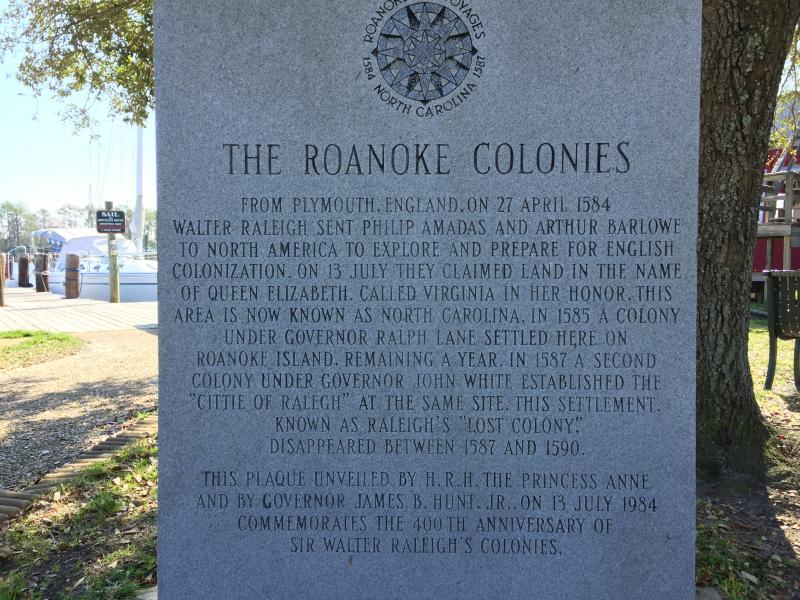 ROANOKE VOYAGES
1584 NORTH CAROLINA 1587
THE ROANOKE COLONIES
FROM PLYMOUTH, ENGLAND, ON 27 APRIL 1584
WALTER RALEIGH SENT PHILIP AMADAS AND ARTHUR BARLOWE
TO NORTH AMERICA TO EXPLORE AND PREPARE FOR ENGLISH
COLONIZATION. ON 13 JULY THEY CLAIMED LAND IN THE NAME
OF QUEEN ELIZABETH. CALLED VIRGINIA IN HER HONOR, THIS
AREA IS NOW KNOWN AS NORTH CAROLINA. IN 1585 A COLONY
UNDER GOVERNOR RALPH LANE SETTLED HERE ON
ROANOKE ISLAND, REMAINING A YEAR. IN 1587 A SECOND
COLONY UNDER GOVERNOR JOHN WHITE ESTABLISHED THE
"CITTIE OF RALEGH" AT THE SAME SITE. THIS SETTLEMENT,
KNOWN AS RALEIGH'S "LOST COLONY,"
DISAPPEARED BETWEEN 1587 AND 1590.
THIS PLAQUE UNVEILED BY H.R.H. THE PRINCESS ANNE
AND BY GOVERNOR JAMES B. HUNT, JR., ON 13 JULY 1984
COMMEMORATES THE 400TH ANNIVERSARY OF
SIR WALTER RALEIGH'S COLONIES.
SAIL